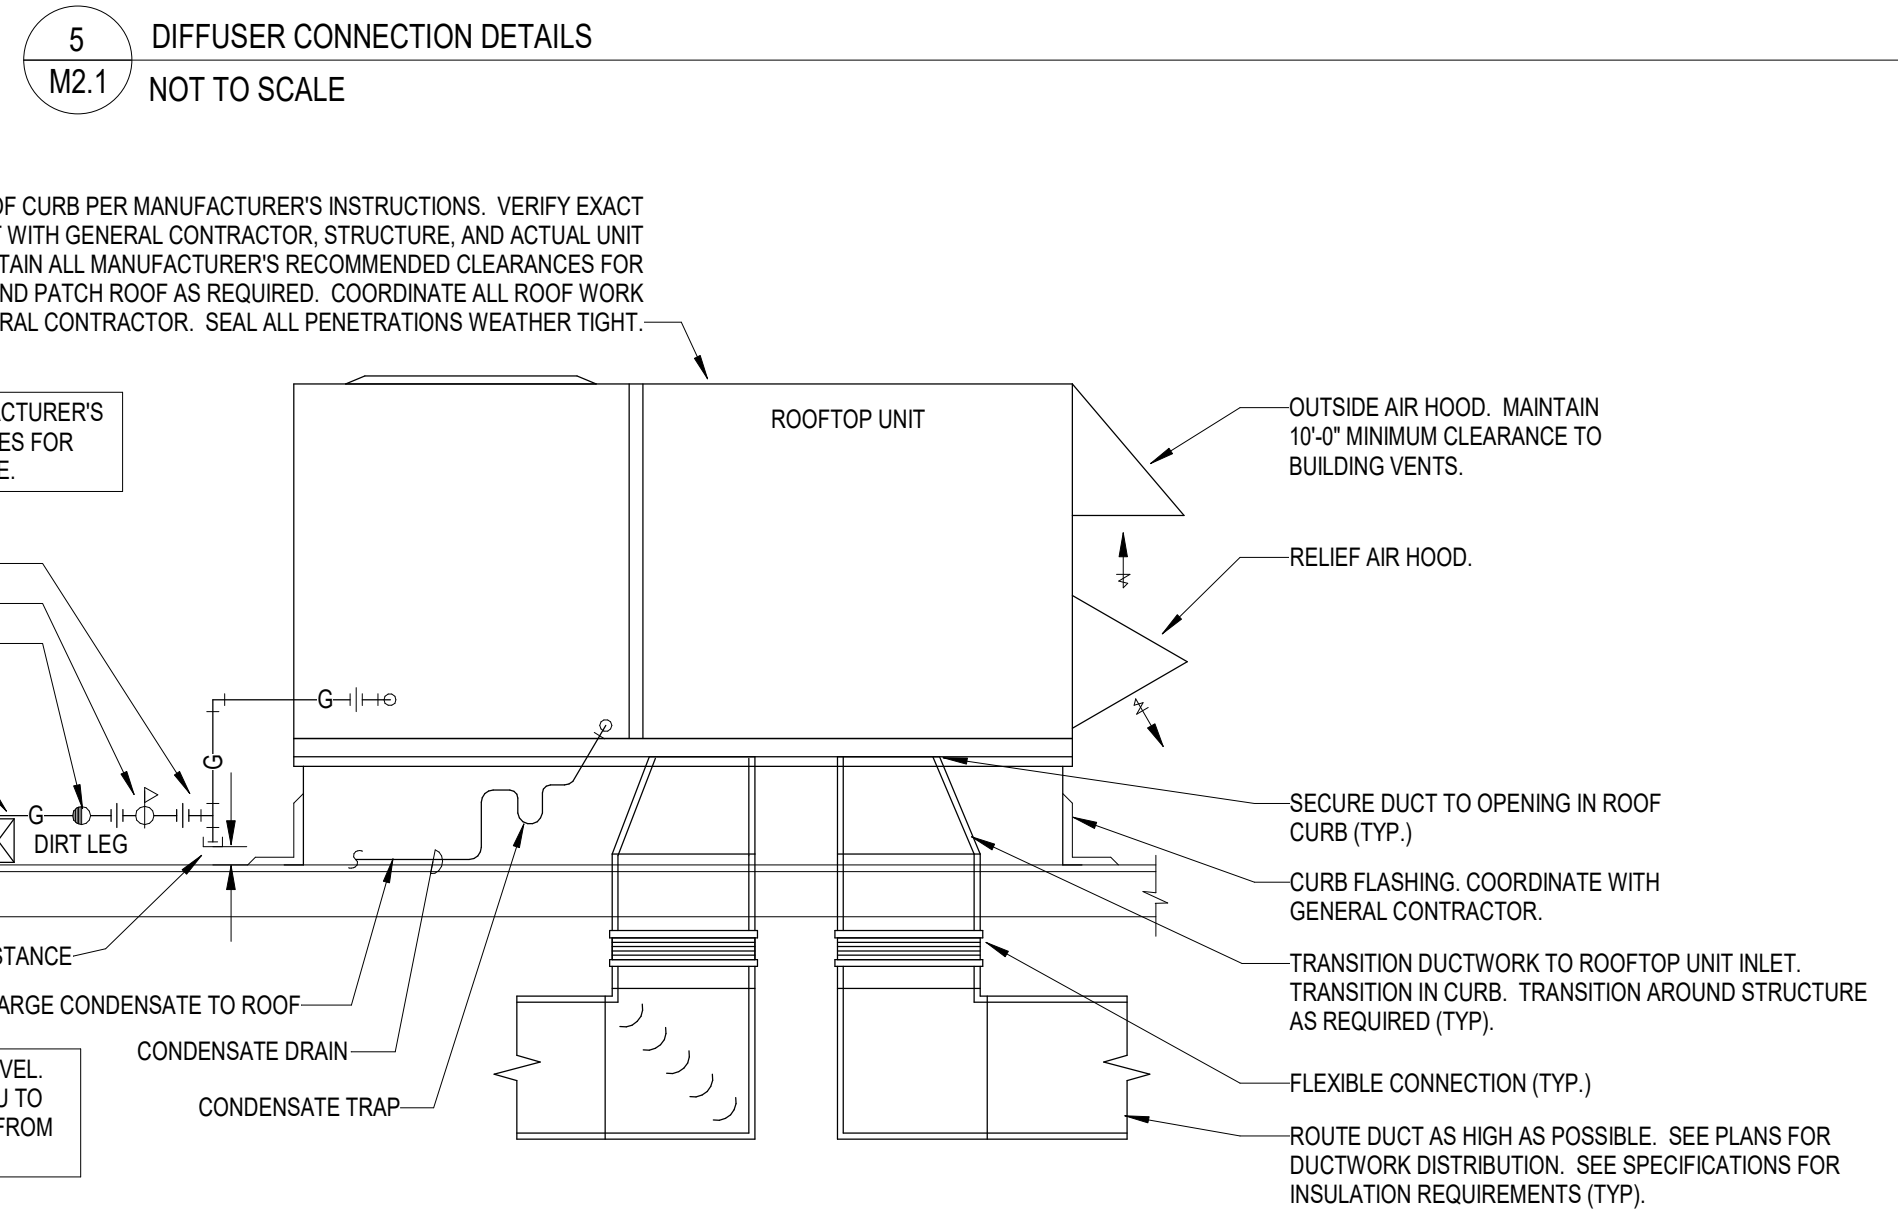 5
M2.1
DIFFUSER CONNECTION DETAILS
NOT TO SCALE
OF CURB PER MANUFACTURER'S INSTRUCTIONS. VERIFY EXACT
WITH GENERAL CONTRACTOR, STRUCTURE, AND ACTUAL UNIT
TAIN ALL MANUFACTURER'S RECOMMENDED CLEARANCES FOR
ND PATCH ROOF AS REQUIRED. COORDINATE ALL ROOF WORK
RAL CONTRACTOR. SEAL ALL PENETRATIONS WEATHER TIGHT.
ACTURER'S
ES FOR
E.
ROOFTOP UNIT
OUTSIDE AIR HOOD. MAINTAIN
10'-0" MINIMUM CLEARANCE TO
BUILDING VENTS.
RELIEF AIR HOOD.
G
G
G
DIRT LEG
SECURE DUCT TO OPENING IN ROOF
CURB (TYP.)
CURB FLASHING. COORDINATE WITH
GENERAL CONTRACTOR.
STANCE
TRANSITION DUCTWORK TO ROOFTOP UNIT INLET.
TRANSITION IN CURB. TRANSITION AROUND STRUCTURE
AS REQUIRED (TYP).
ARGE CONDENSATE TO ROOF
CONDENSATE DRAIN
CONDENSATE TRAP
VEL.
U TO
FROM
FLEXIBLE CONNECTION (TYP.)
ROUTE DUCT AS HIGH AS POSSIBLE. SEE PLANS FOR
DUCTWORK DISTRIBUTION. SEE SPECIFICATIONS FOR
INSULATION REQUIREMENTS (TYP).